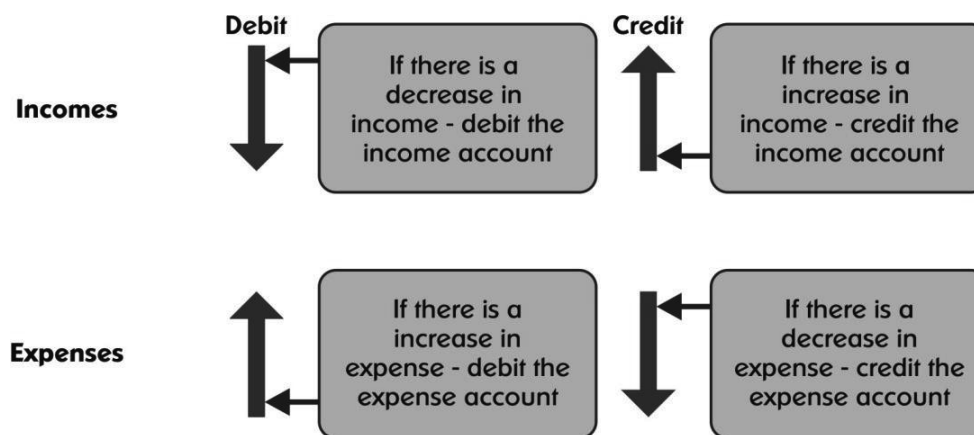 Debit
Credit
Incomes
If there is a
decrease in
income - debit the
income account
If there is a
increase in
income - credit the
income account
Expenses
If there is a
increase in
expense - debit the
expense account
If there is a
decrease in
expense - credit the
expense account